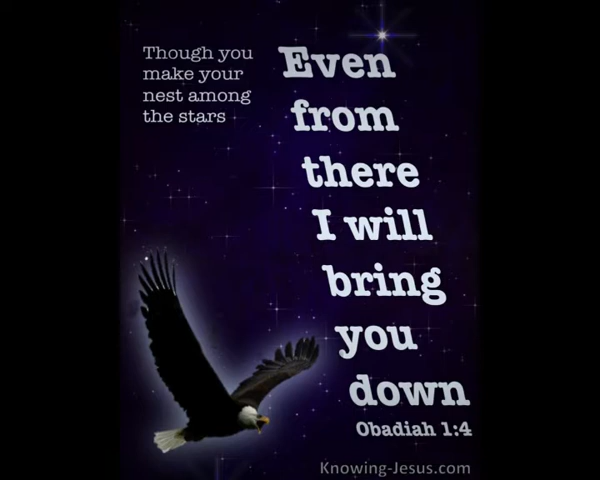 Though you
make your
nest among
the stars
Even
from
there
I will
bring
you
down
Obadiah 1:4
Knowing-Jesus.com